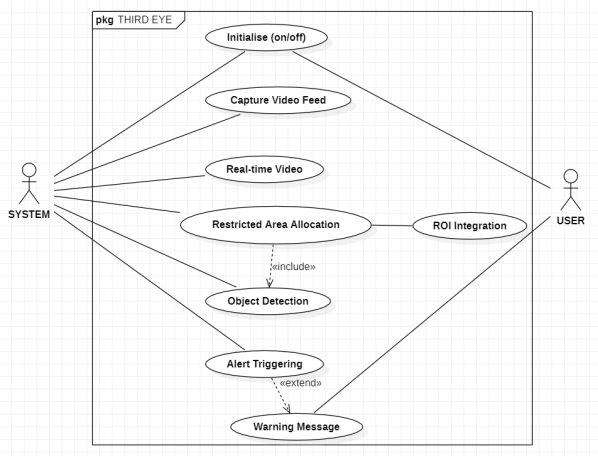 pkg THIRD EYE
Initialise (on/off)
Capture Video Feed
Real-time Video
SYSTEM
USER
Restricted Area Allocation
ROI Integration
«include»
Object Detection
Alert Triggering
«extend»
Warning Message